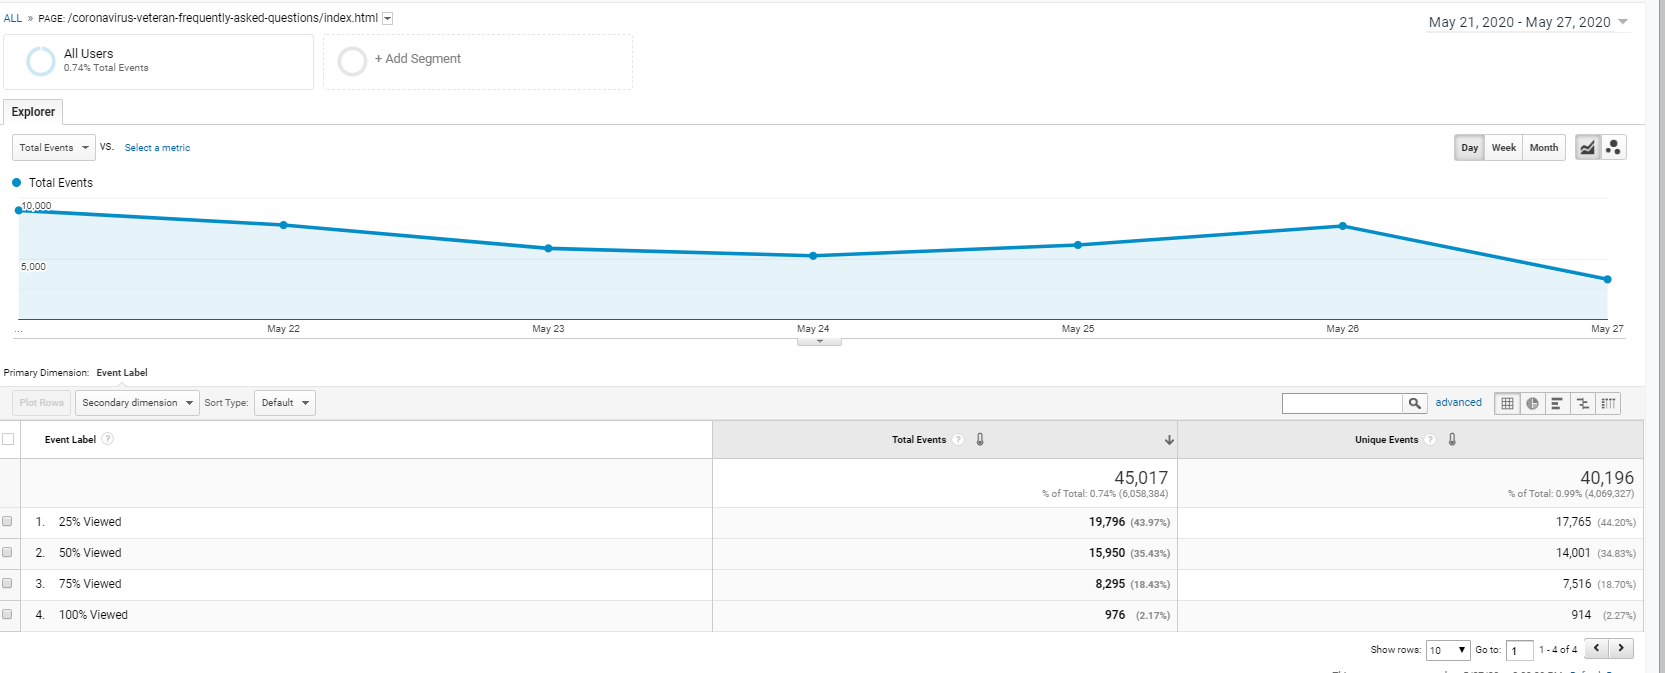 ALL » PAGE: /coronavirus-veteran-frequently-asked-questions/index.html
May 21, 2020 - May 27, 2020
All Users
0.74% Total Events
+ Add Segment
Explorer
Total Events VS. Select a metric
Day Week Month
Total Events
10,000
5,000
... May 22 May 23 May 24 May 25 May 26 May 27
Primary Dimension: Event Label
Plot Rows Secondary dimension Sort Type: Default advanced
Event Label ? Total Events ? Unique Events ?
45,017 40,196
% of Total: 0.74% (6,058,384) % of Total: 0.99% (4,069,327)
1. 25% Viewed 19,796 (43.97%) 17,765 (44.20%)
2. 50% Viewed 15,950 (35.43%) 14,001 (34.83%)
3. 75% Viewed 8,295 (18.43%) 7,516 (18.70%)
4. 100% Viewed 976 (2.17%) 914 (2.27%)
Show rows: 10 Go to: 1 1 - 4 of 4